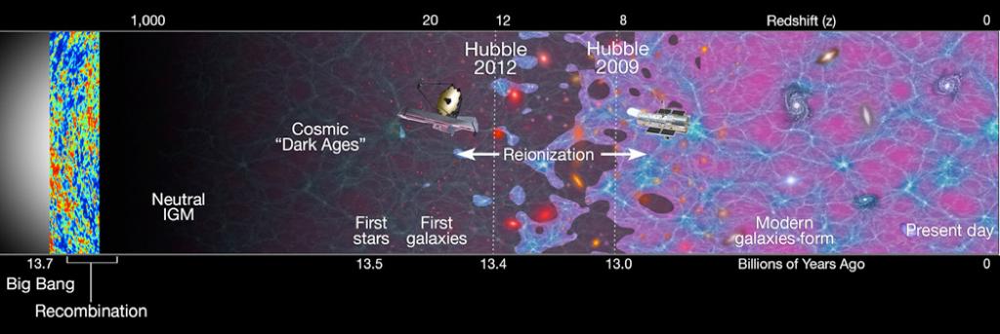 1,000 20 12 8 Redshift (z) 0
Hubble
2012
Hubble
2009
Cosmic
“Dark Ages”
Reionization
Neutral
IGM
First
stars
First
galaxies
Modern
galaxies form
Present day
13.7 13.5 13.4 13.0 Billions of Years Ago 0
Big Bang
Recombination